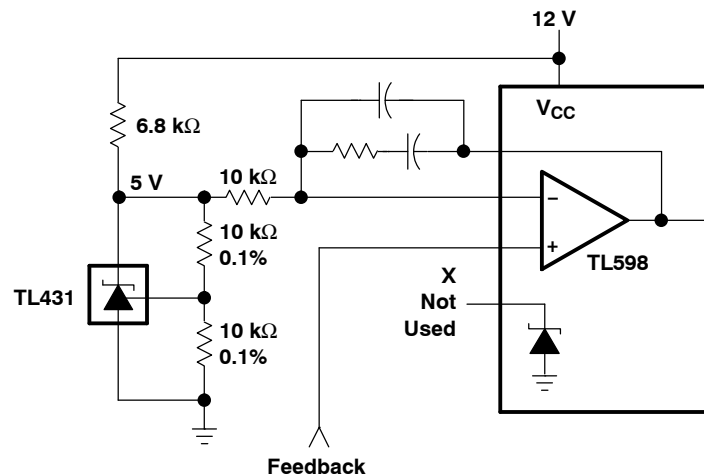 12 V
VCC
6.8 kΩ
5 V
10 kΩ
10 kΩ
0.1%
TL431
10 kΩ
0.1%
−
+
TL598
X
Not
Used
Feedback